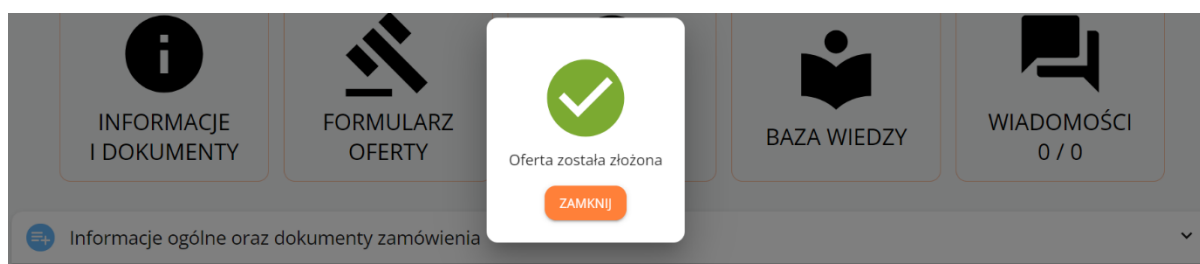 INFORMACJE
I DOKUMENTY
FORMULARZ
OFERTY
Oferta została złożona
ZAMKNIJ
BAZA WIEDZY
WIADOMOŚCI
0 / 0
Informacje ogólne oraz dokumenty zamówienia